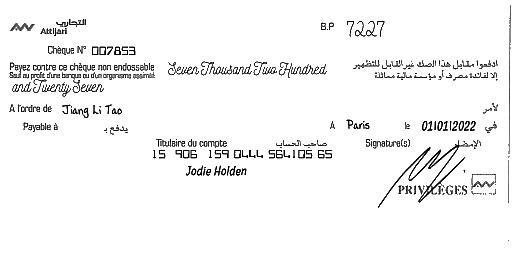 التجاري
Attijari
B.P 7227
Chèque N° 007853
Payez contre ce chèque non endossable
Seven Thousand Two Hundred
ادفعوا مقابل هذا الصك غير القابل للتظهير
Sauf au profit d'une banque ou d'un organisme assimilé
إلا لفائدة مصرف أو مؤسسة مالية مماثلة
and Twenty Seven
A l'ordre de Jiang Li Tao
لأمر
Payable à يدفع بـ
A Paris le 01/01/2022 في
Titulaire du compte صاحب الحساب
Signature(s) الإمضاء
15 906 159 0444 564105 65
Jodie Holden
PRIVILÈGES